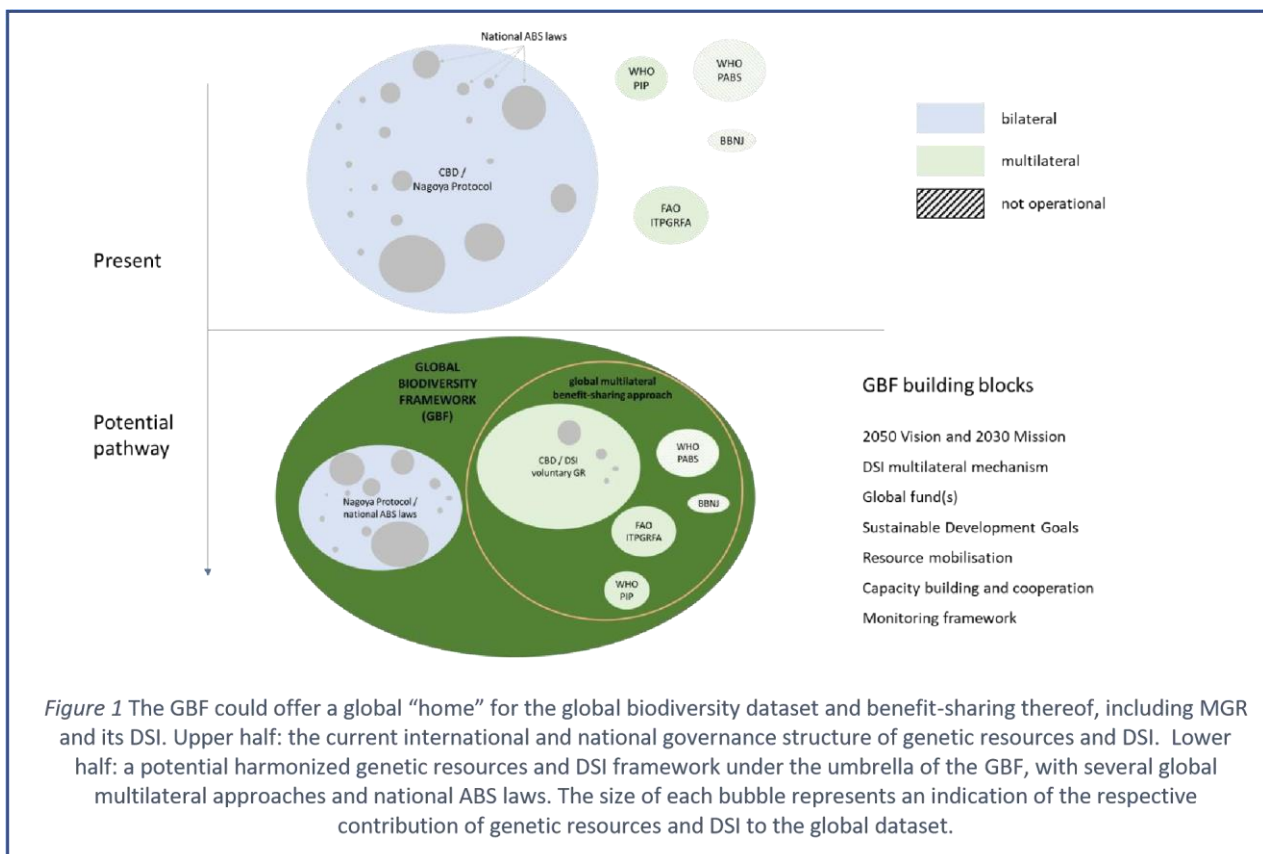 National ABS laws
WHO
PIP
WHO
PABS
BBNJ
CBD /
Nagoya Protocol
FAO
ITPGRFA
bilateral
multilateral
not operational
Present
Potential
pathway
GLOBAL
BIODIVERSITY
FRAMEWORK
(GBF)
global multilateral
benefit-sharing approach
CBD / DSI
voluntary GR
WHO
PABS
BBNJ
Nagoya Protocol /
national ABS laws
FAO
ITPGRFA
WHO
PIP
GBF building blocks
2050 Vision and 2030 Mission
DSI multilateral mechanism
Global fund(s)
Sustainable Development Goals
Resource mobilisation
Capacity building and cooperation
Monitoring framework
Figure 1 The GBF could offer a global “home” for the global biodiversity dataset and benefit-sharing thereof, including MGR
and its DSI. Upper half: the current international and national governance structure of genetic resources and DSI. Lower
half: a potential harmonized genetic resources and DSI framework under the umbrella of the GBF, with several global
multilateral approaches and national ABS laws. The size of each bubble represents an indication of the respective
contribution of genetic resources and DSI to the global dataset.